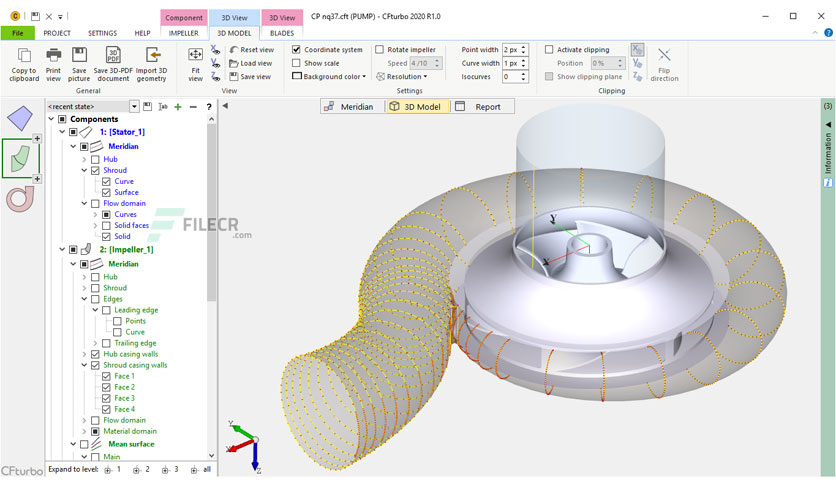 Component 3D View 3D View CP nq37.cft (PUMP) - CFturbo 2020 R1.0
File PROJECT SETTINGS HELP IMPELLER 3D MODEL BLADES
Copy to clipboard Print view Save picture Save 3D-PDF document Import 3D geometry
General
Fit view
Reset view
Load view
Save view
View
Coordinate system Rotate impeller Point width 2 px
Show scale Speed 4 /10 Curve width 1 px
Background color Resolution Isocurves 0
Settings
Activate clipping
Position 0 %
Show clipping plane
Flip direction
Clipping
<recent state> ?
Meridian 3D Model Report
(3)
Information
Components
1: [Stator_1]
Meridian
Hub
Shroud
Curve
Surface
Flow domain
Curves
Solid faces
Solid
2: [Impeller_1]
Meridian
Hub
Shroud
Edges
Leading edge
Points
Curve
Trailing edge
Hub casing walls
Shroud casing walls
Face 1
Face 2
Face 3
Face 4
Flow domain
Material domain
Mean surface
Main
Expand to level: 1 2 3 all
CFturbo
FILECR
.com
Y
X
Y
X
Z